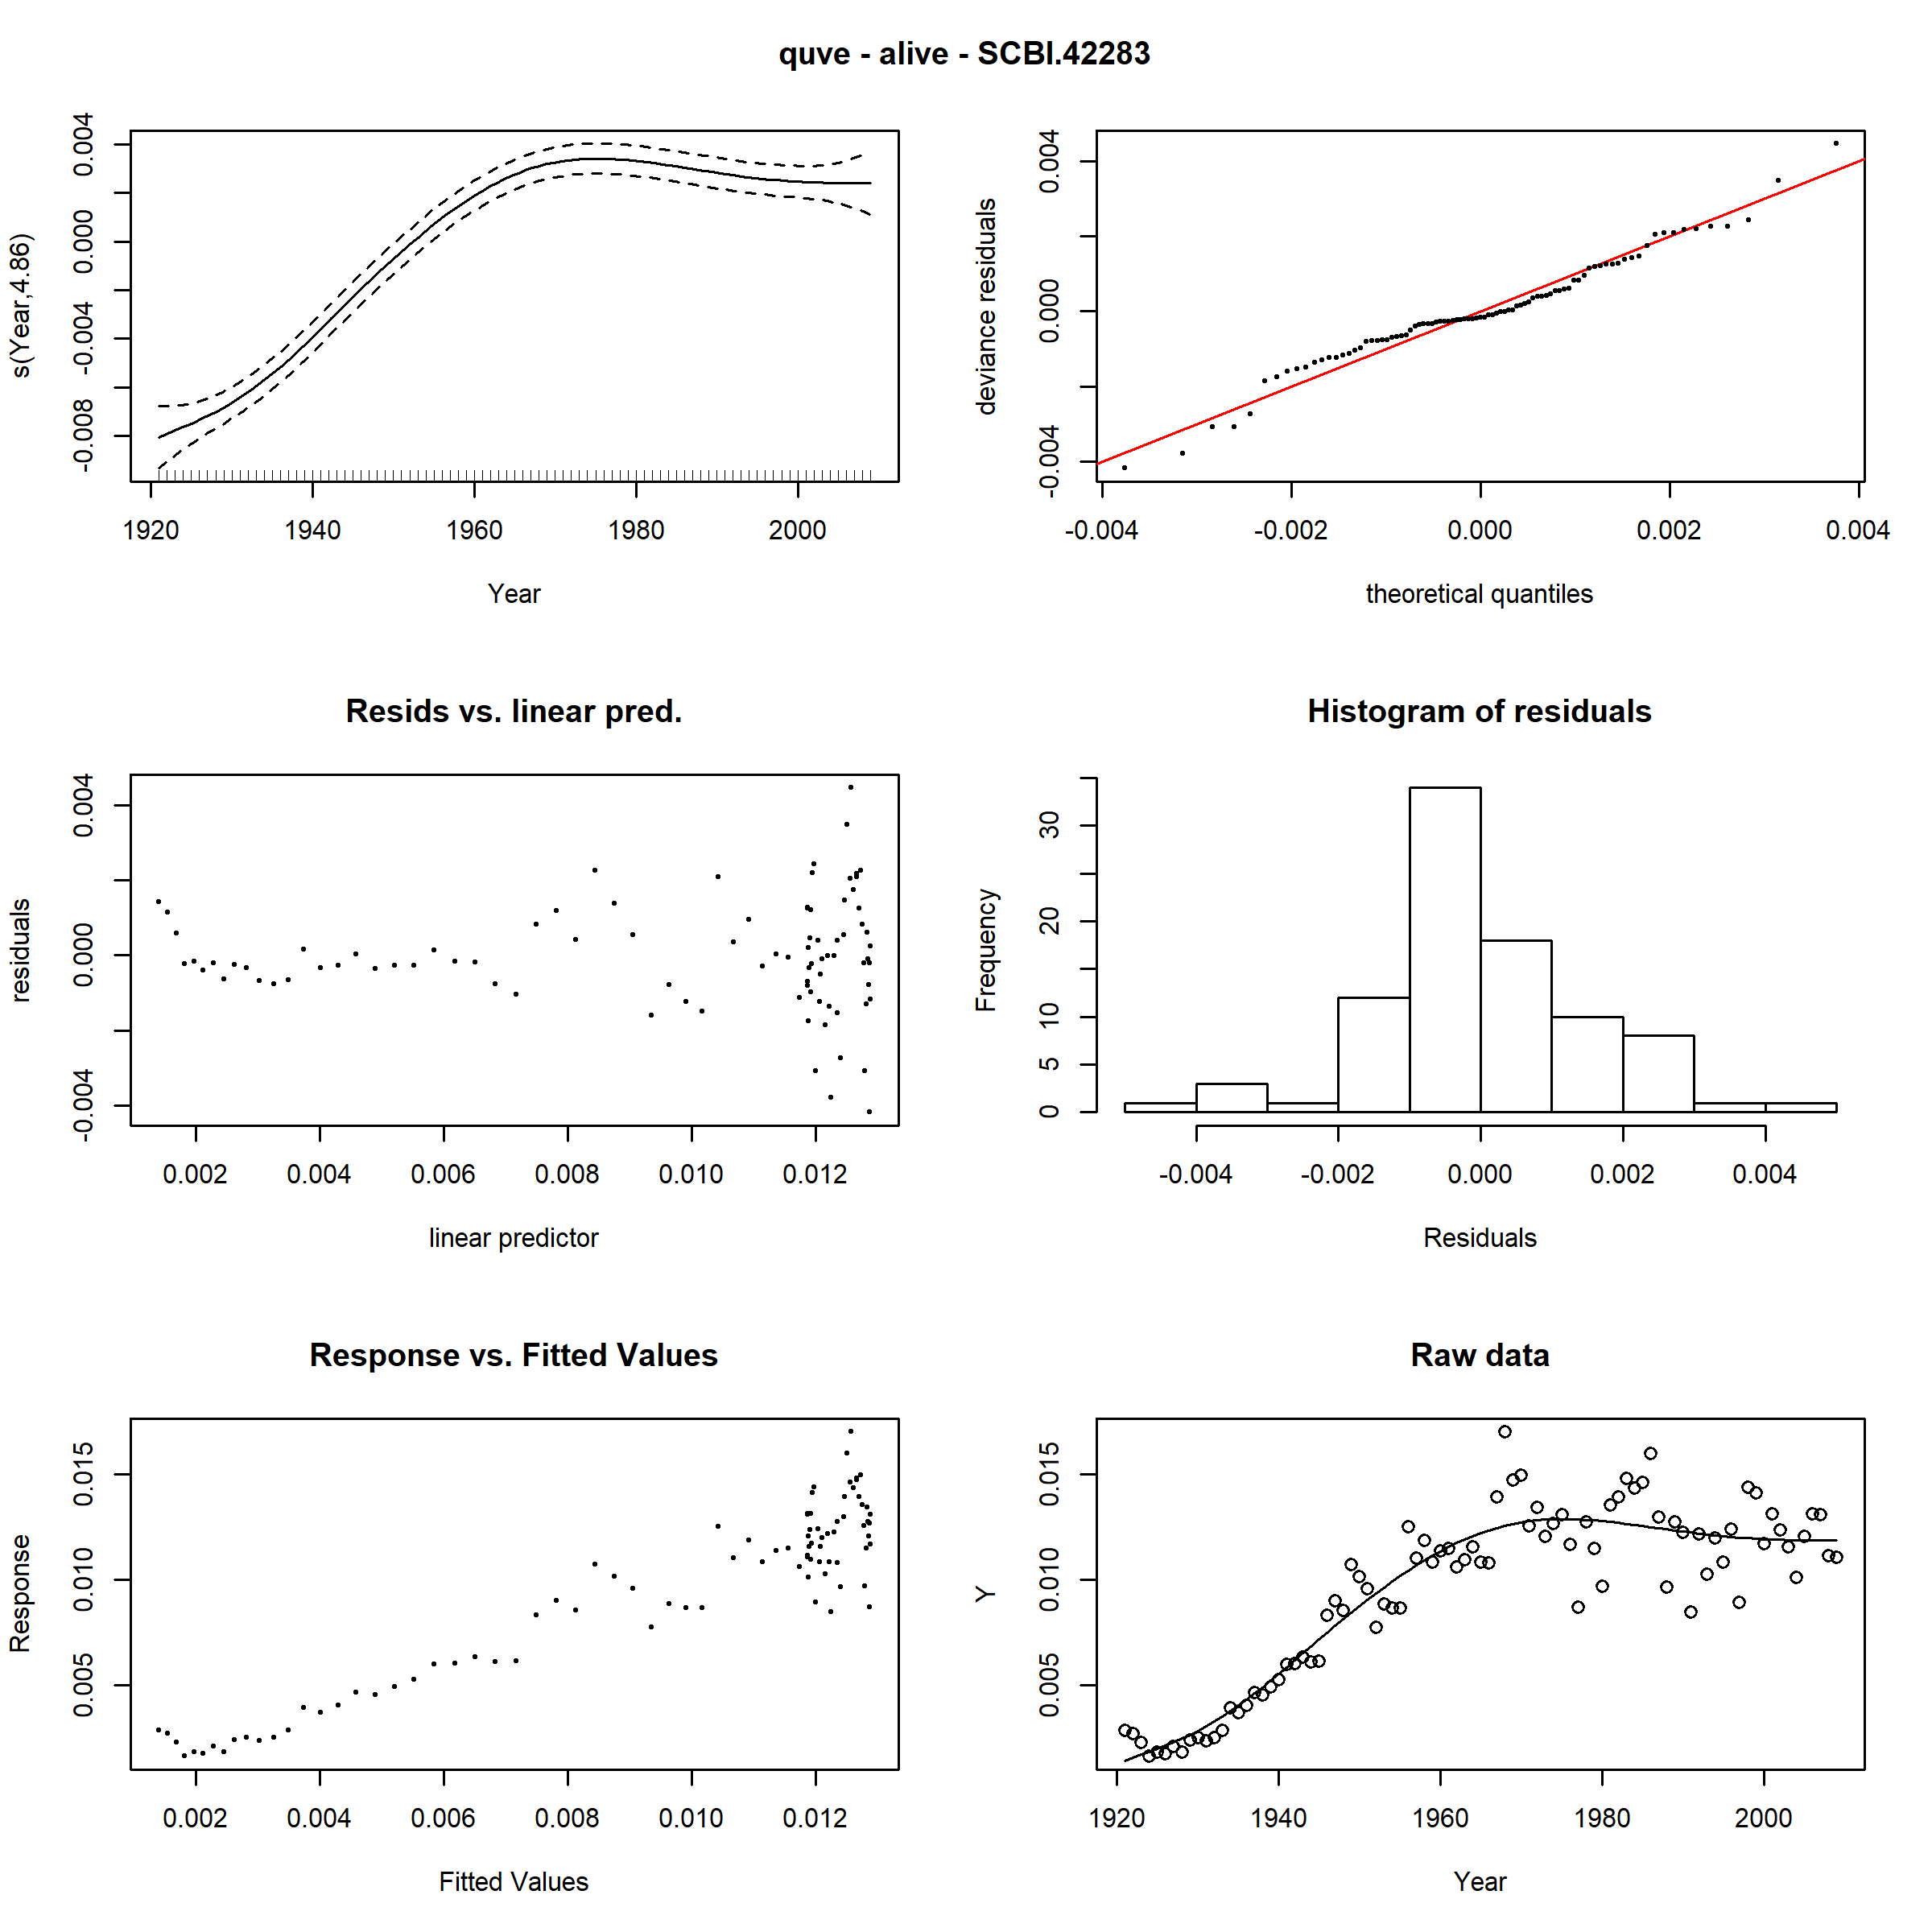 quve - alive - SCBI.42283
s(Year,4.86)
-0.008 -0.004 0.000 0.004
1920 1940 1960 1980 2000
Year
deviance residuals
-0.004 0.000 0.004
-0.004 -0.002 0.000 0.002 0.004
theoretical quantiles
Resids vs. linear pred.
residuals
-0.004 0.000 0.004
0.002 0.004 0.006 0.008 0.010 0.012
linear predictor
Histogram of residuals
Frequency
0 5 10 20 30
-0.004 -0.002 0.000 0.002 0.004
Residuals
Response vs. Fitted Values
Response
0.005 0.010 0.015
0.002 0.004 0.006 0.008 0.010 0.012
Fitted Values
Raw data
Y
0.005 0.010 0.015
1920 1940 1960 1980 2000
Year